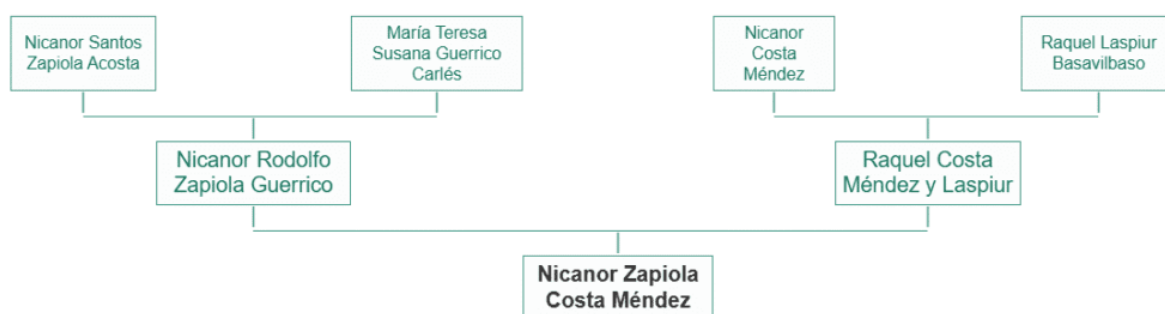 Nicanor Santos
Zapiola Acosta
María Teresa
Susana Guerrico
Carlés
Nicanor
Costa
Méndez
Raquel Laspiur
Basavilbaso
Nicanor Rodolfo
Zapiola Guerrico
Raquel Costa
Méndez y Laspiur
Nicanor Zapiola
Costa Méndez